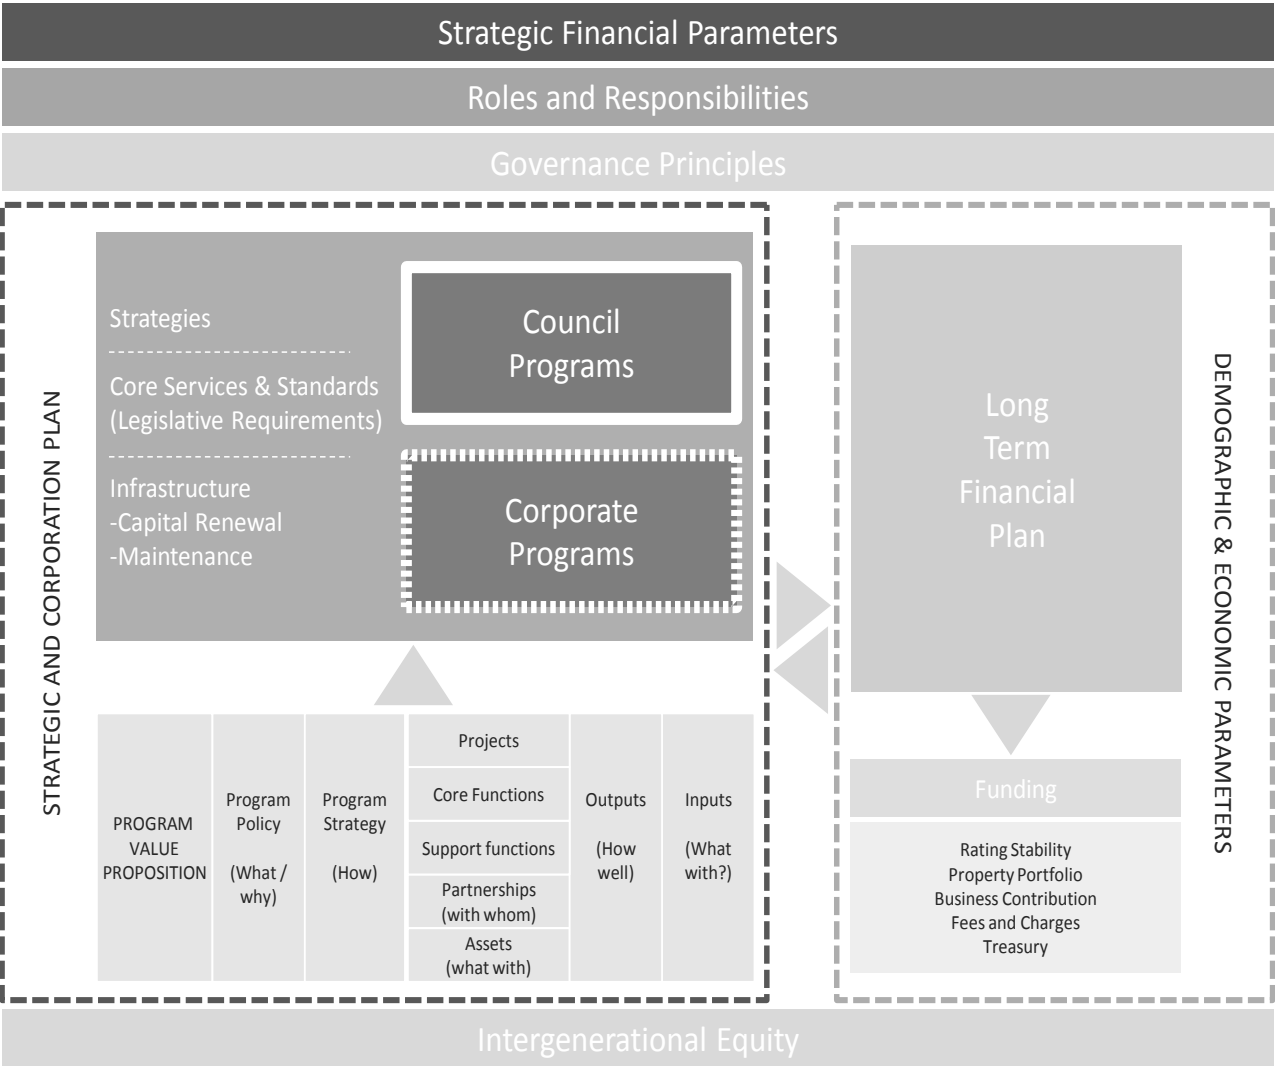 Strategic Financial Parameters
Roles and Responsibilities
Governance Principles
STRATEGIC AND CORPORATION PLAN
Strategies
Core Services & Standards
(Legislative Requirements)
Infrastructure
-Capital Renewal
-Maintenance
Council
Programs
Corporate
Programs
PROGRAM
VALUE
PROPOSITION
Program
Policy
(What /
why)
Program
Strategy
(How)
Projects
Core Functions
Support functions
Partnerships
(with whom)
Assets
(what with)
Outputs
(How
well)
Inputs
(What
with?)
Long
Term
Financial
Plan
Funding
Rating Stability
Property Portfolio
Business Contribution
Fees and Charges
Treasury
DEMOGRAPHIC & ECONOMIC PARAMETERS
Intergenerational Equity